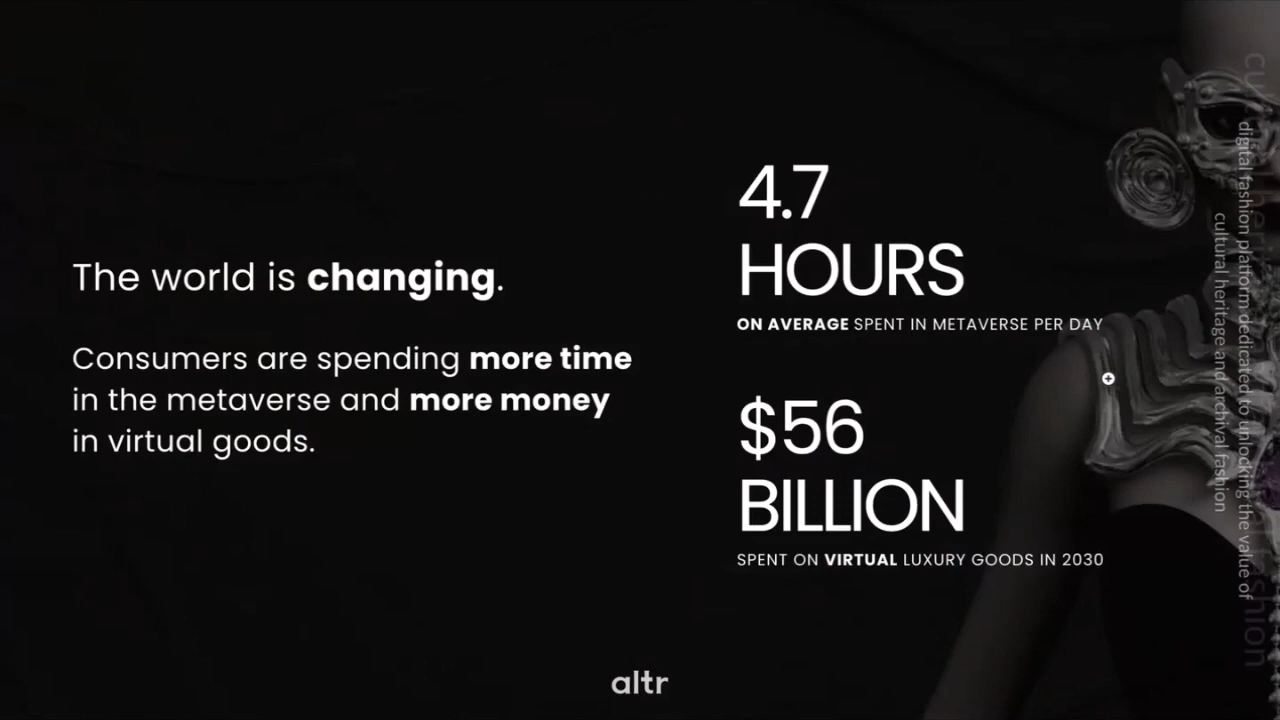 The world is changing.
Consumers are spending more time
in the metaverse and more money
in virtual goods.
4.7
HOURS
ON AVERAGE SPENT IN METAVERSE PER DAY
$56
BILLION
SPENT ON VIRTUAL LUXURY GOODS IN 2030
digital fashion platform dedicated to unlocking the value of
cultural heritage and archival fashion
altr